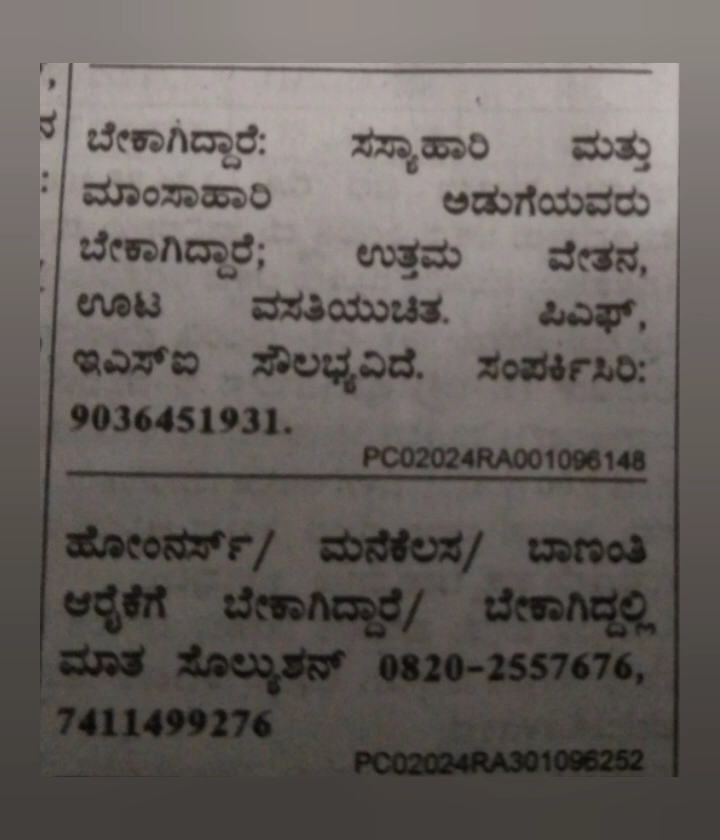 ಬೇಕಾಗಿದ್ದಾರೆ: ಸಸ್ಯಾಹಾರಿ ಮತ್ತು
ಮಾಂಸಾಹಾರಿ ಅಡುಗೆಯವರು
ಬೇಕಾಗಿದ್ದಾರೆ; ಉತ್ತಮ ವೇತನ,
ಊಟ ವಸತಿಯುಚಿತ. ಪಿಎಫ್,
ಇಎಸ್‌ಐ ಸೌಲಭ್ಯವಿದೆ. ಸಂಪರ್ಕಿಸಿರಿ:
9036451931.
PC02024RA001096148
ಹೋಂನರ್ಸ್/ ಮನೆಕೆಲಸ/ ಬಾಣಂತಿ
ಆರೈಕೆಗೆ ಬೇಕಾಗಿದ್ದಾರೆ/ ಬೇಕಾಗಿದ್ದಲ್ಲಿ
ಮಾತ ಸೊಲ್ಯುಶನ್ 0820-2557676,
7411499276
PC02024RA301096252